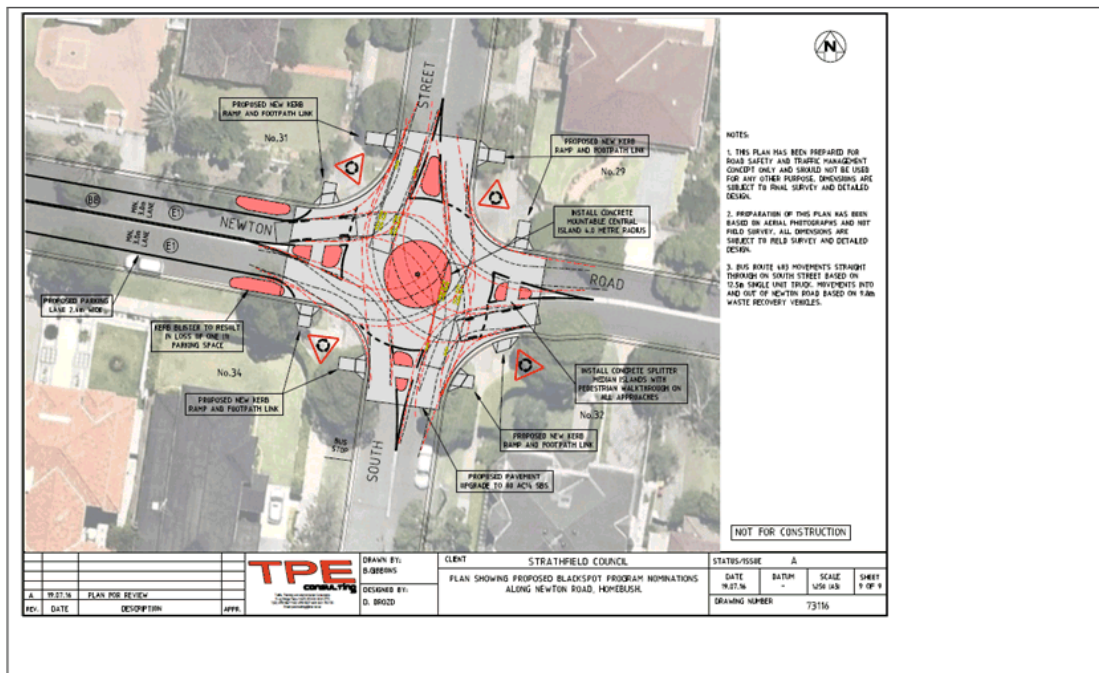 N
STREET
PROPOSED NEW KERB
RAMP AND FOOTPATH LINK
No.31
PROPOSED NEW KERB
RAMP AND FOOTPATH LINK
No.29
INSTALL CONCRETE
MOUNTABLE CENTRAL
ISLAND 4.0 METRE RADIUS
BB
E1
MIN.
LANE
NEWTON
E1
MIN.
LANE
ROAD
PROPOSED PARKING
LANE 2.4m WIDE
KERB BLISTER TO RESULT
IN LOSS OF ONE IN
PARKING SPACE
No.34
PROPOSED NEW KERB
RAMP AND FOOTPATH LINK
INSTALL CONCRETE SPLITTER
MEDIAN ISLANDS WITH
PEDESTRIAN WALKTHROUGH ON
ALL APPROACHES
No.32
PROPOSED NEW KERB
RAMP AND FOOTPATH LINK
BUS
STOP
SOUTH
PROPOSED PAVEMENT
UPGRADE TO
NOTES:
1. THIS PLAN HAS BEEN PREPARED FOR
ROAD SAFETY AND TRAFFIC MANAGEMENT
CONCEPT ONLY AND SHOULD NOT BE USED
FOR ANY OTHER PURPOSE. DIMENSIONS ARE
SUBJECT TO FINAL SURVEY AND DETAILED
DESIGN.
2. PREPARATION OF THIS PLAN HAS BEEN
BASED ON AERIAL PHOTOGRAPHS AND NOT
FIELD SURVEY. ALL DIMENSIONS ARE
SUBJECT TO FIELD SURVEY AND DETAILED
DESIGN.
3. BUS ROUTE MOVEMENTS STRAIGHT
THROUGH ON SOUTH STREET BASED ON
12.5m SINGLE UNIT TRUCK. MOVEMENTS INTO
AND OUT OF NEWTON ROAD BASED ON
WASTE RECOVERY VEHICLES.
NOT FOR CONSTRUCTION
A 19.07.16 PLAN FOR REVIEW
REV. DATE DESCRIPTION APPR.
TPE
CONSULTING
DRAWN BY:
B.GIBBONS
DESIGNED BY:
D. BROZD
CLIENT STRATHFIELD COUNCIL
PLAN SHOWING PROPOSED BLACKSPOT PROGRAM NOMINATIONS
ALONG NEWTON ROAD, HOMEBUSH.
STATUS/ISSUE A
DATE DATUM SCALE SHEET
19.07.16 - 9 OF 9
DRAWING NUMBER 73116